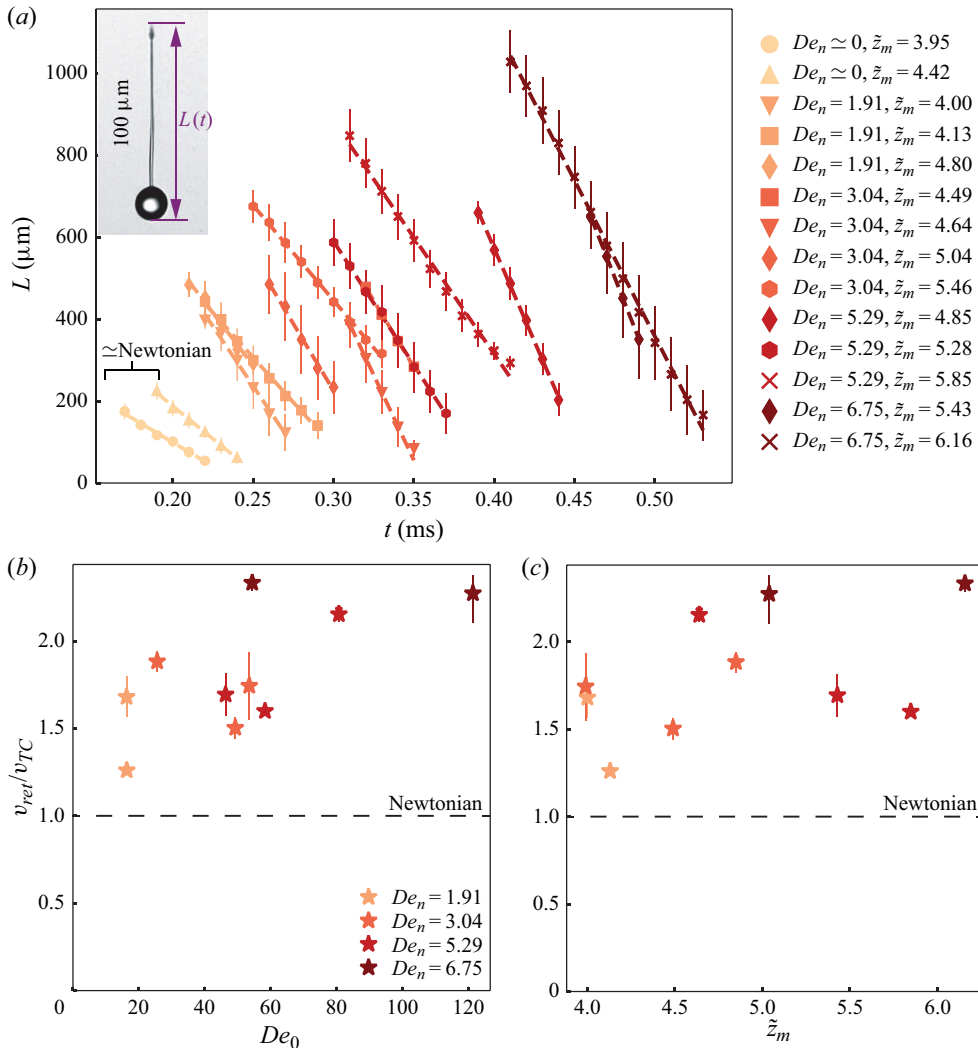 (a)
1000
800
600
400
200
0
L (μm)
100 μm
L(t)
≃Newtonian
0.20
0.25
0.30
0.35
0.40
0.45
0.50
t (ms)
De_n ≃ 0, z̃_m = 3.95
De_n ≃ 0, z̃_m = 4.42
De_n = 1.91, z̃_m = 4.00
De_n = 1.91, z̃_m = 4.13
De_n = 1.91, z̃_m = 4.80
De_n = 3.04, z̃_m = 4.49
De_n = 3.04, z̃_m = 4.64
De_n = 3.04, z̃_m = 5.04
De_n = 3.04, z̃_m = 5.46
De_n = 5.29, z̃_m = 4.85
De_n = 5.29, z̃_m = 5.28
De_n = 5.29, z̃_m = 5.85
De_n = 6.75, z̃_m = 5.43
De_n = 6.75, z̃_m = 6.16
(b)
2.0
1.5
1.0
0.5
v_ret/v_TC
Newtonian
De_n = 1.91
De_n = 3.04
De_n = 5.29
De_n = 6.75
0
20
40
60
80
100
120
De_0
(c)
2.0
1.5
1.0
0.5
0
Newtonian
4.0
4.5
5.0
5.5
6.0
z̃_m